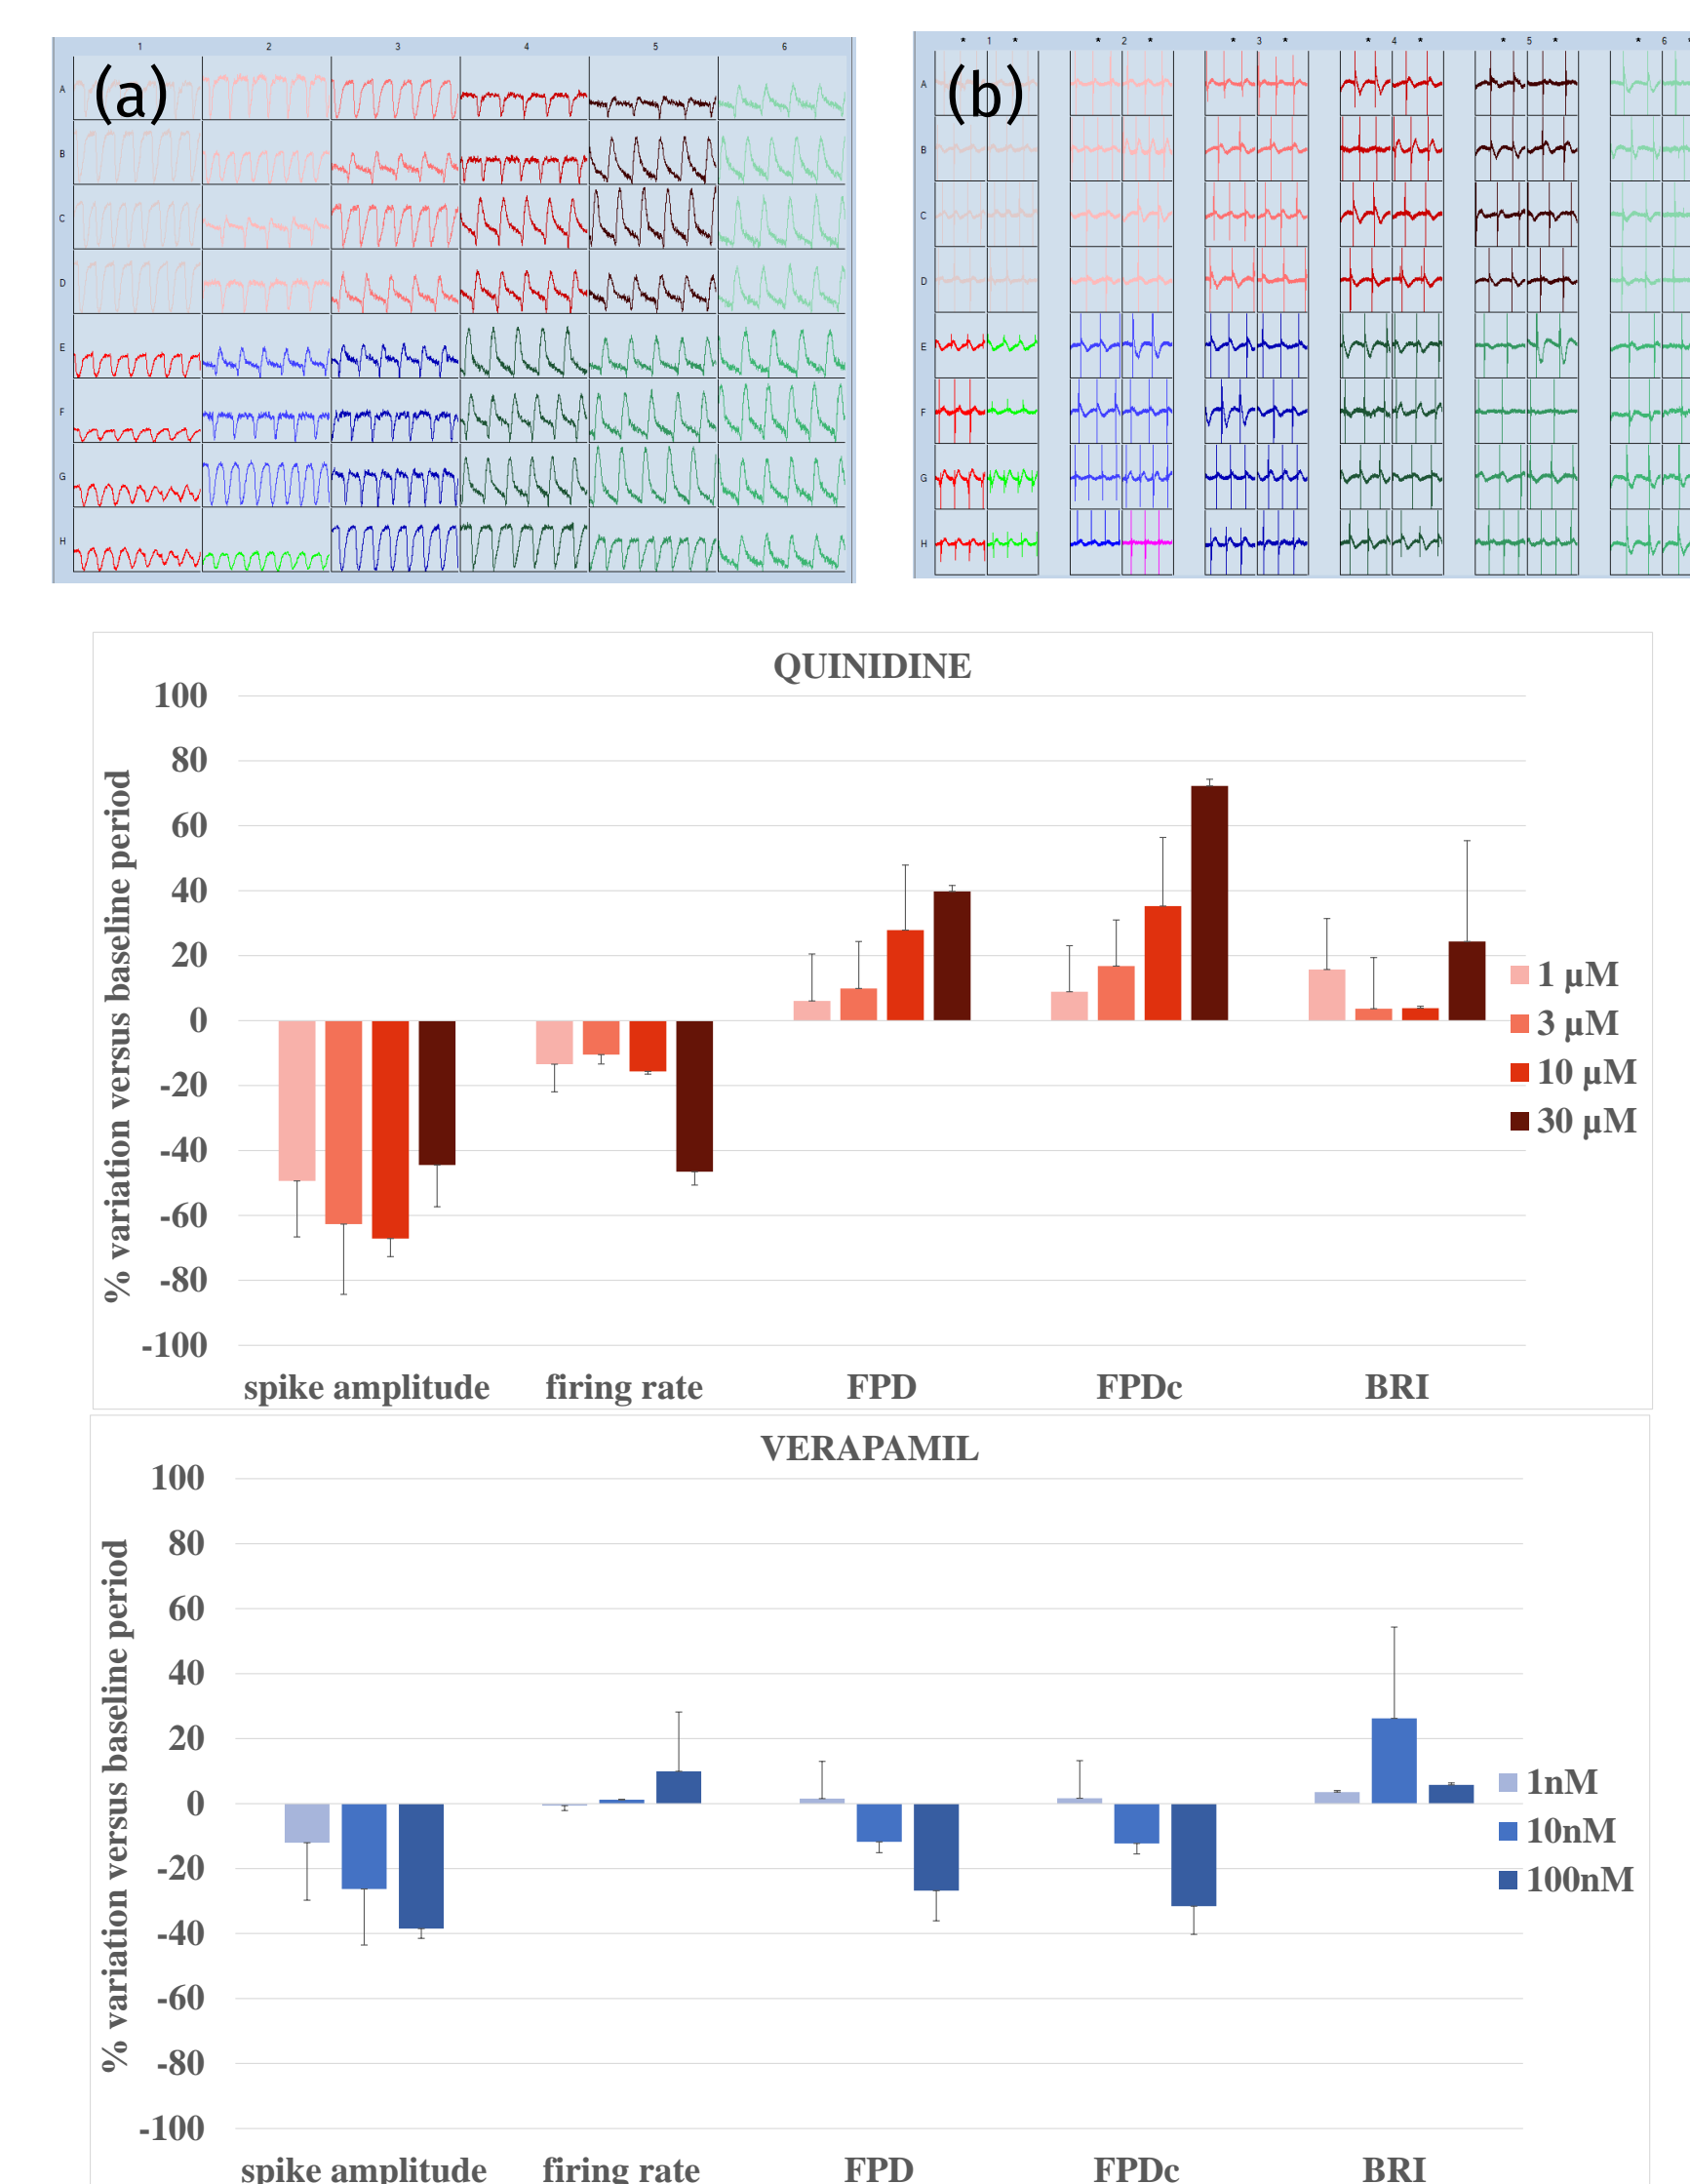 1 2 3 4 5 6
(a)
A
B
C
D
E
F
G
H
* 1 * * 2 * * 3 * * 4 * * 5 * * 6
(b)
A
B
C
D
E
F
G
H
QUINIDINE
% variation versus baseline period
100
80
60
40
20
0
-20
-40
-60
-80
-100
spike amplitude firing rate FPD FPDc BRI
1 µM
3 µM
10 µM
30 µM
VERAPAMIL
% variation versus baseline period
100
80
60
40
20
0
-20
-40
-60
-80
-100
spike amplitude firing rate FPD FPDc BRI
1nM
10nM
100nM